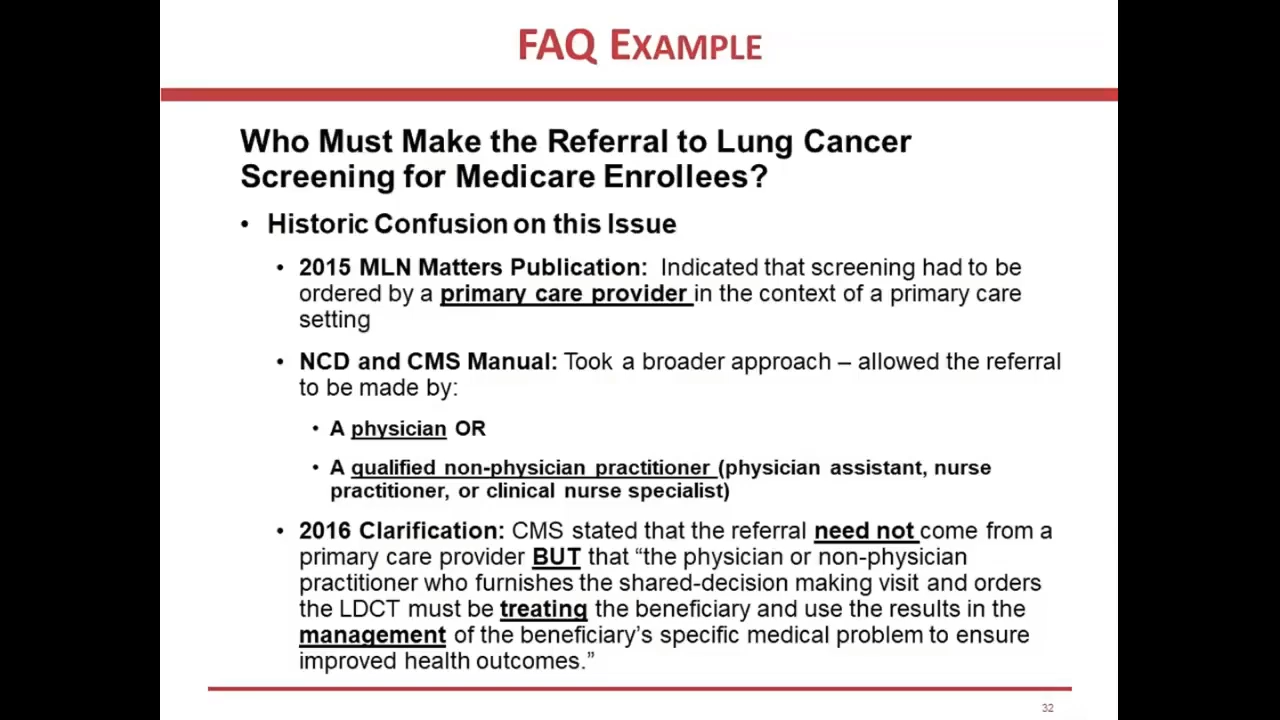 FAQ EXAMPLE
Who Must Make the Referral to Lung Cancer
Screening for Medicare Enrollees?
• Historic Confusion on this Issue
• 2015 MLN Matters Publication: Indicated that screening had to be
ordered by a primary care provider in the context of a primary care
setting
• NCD and CMS Manual: Took a broader approach – allowed the referral
to be made by:
• A physician OR
• A qualified non-physician practitioner (physician assistant, nurse
practitioner, or clinical nurse specialist)
• 2016 Clarification: CMS stated that the referral need not come from a
primary care provider BUT that “the physician or non-physician
practitioner who furnishes the shared-decision making visit and orders
the LDCT must be treating the beneficiary and use the results in the
management of the beneficiary’s specific medical problem to ensure
improved health outcomes.”
32